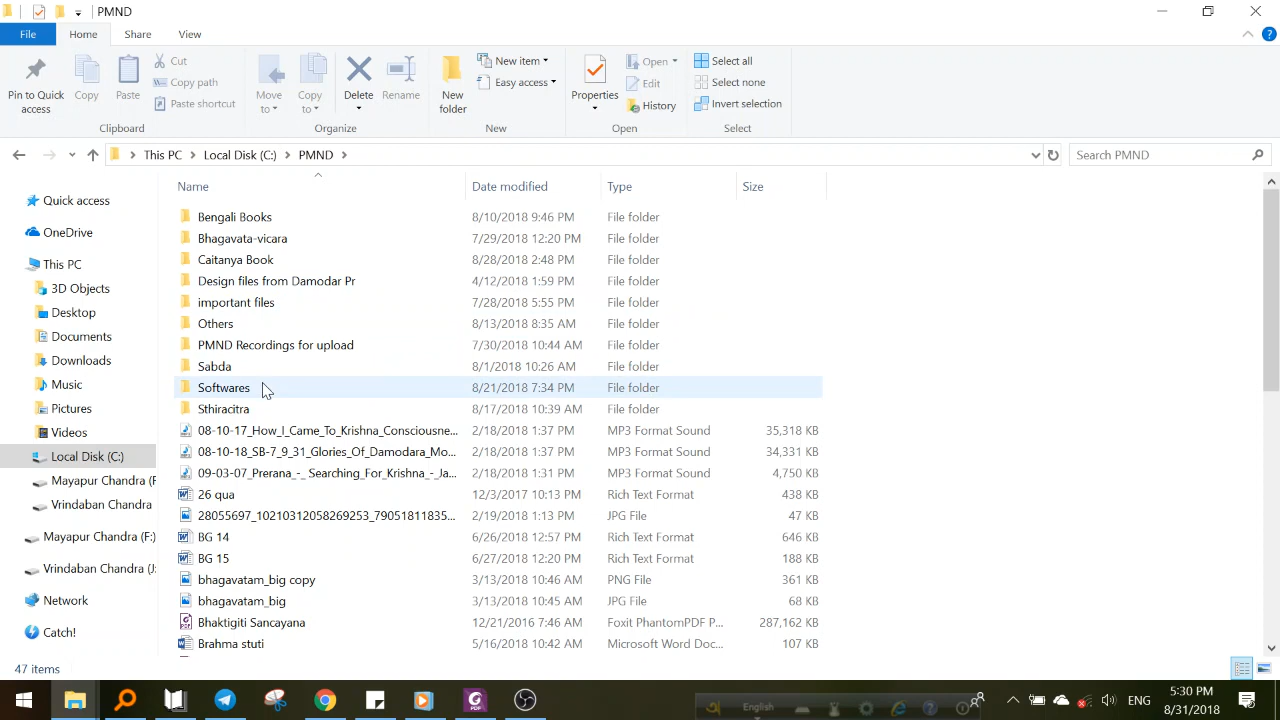 PMND
File Home Share View
Pin to Quick access
Copy
Paste
Cut
Copy path
Paste shortcut
Clipboard
Move to
Copy to
Delete
Rename
Organize
New folder
New item
Easy access
New
Properties
Open
Edit
History
Open
Select all
Select none
Invert selection
Select
This PC Local Disk (C:) PMND
Search PMND
Quick access
OneDrive
This PC
3D Objects
Desktop
Documents
Downloads
Music
Pictures
Videos
Local Disk (C:)
Mayapur Chandra (F
Vrindaban Chandra
Mayapur Chandra (F:)
Vrindaban Chandra (J:
Network
Catch!
Name Date modified Type Size
Bengali Books 8/10/2018 9:46 PM File folder
Bhagavata-vicara 7/29/2018 12:20 PM File folder
Caitanya Book 8/28/2018 2:48 PM File folder
Design files from Damodar Pr 4/12/2018 1:59 PM File folder
important files 7/28/2018 5:55 PM File folder
Others 8/13/2018 8:35 AM File folder
PMND Recordings for upload 7/30/2018 10:44 AM File folder
Sabda 8/1/2018 10:26 AM File folder
Softwares 8/21/2018 7:34 PM File folder
Sthiracitra 8/17/2018 10:39 AM File folder
08-10-17_How_I_Came_To_Krishna_Consciousne... 2/18/2018 1:37 PM MP3 Format Sound 35,318 KB
08-10-18_SB-7_9_31_Glories_Of_Damodara_Mo... 2/18/2018 1:37 PM MP3 Format Sound 34,331 KB
09-03-07_Prerana_-_ Searching_For_Krishna_-_Ja... 2/18/2018 1:31 PM MP3 Format Sound 4,750 KB
26 qua 12/3/2017 10:13 PM Rich Text Format 438 KB
28055697_10210312058269253_79051811835... 2/19/2018 1:13 PM JPG File 47 KB
BG 14 6/26/2018 12:57 PM Rich Text Format 646 KB
BG 15 6/27/2018 12:20 PM Rich Text Format 188 KB
bhagavatam_big copy 3/13/2018 10:46 AM PNG File 361 KB
bhagavatam_big 3/13/2018 10:45 AM JPG File 68 KB
Bhaktigiti Sancayana 12/21/2016 7:46 AM Foxit PhantomPDF P... 287,162 KB
Brahma stuti 5/16/2018 10:42 AM Microsoft Word Doc... 107 KB
47 items
English
ENG
5:30 PM
8/31/2018